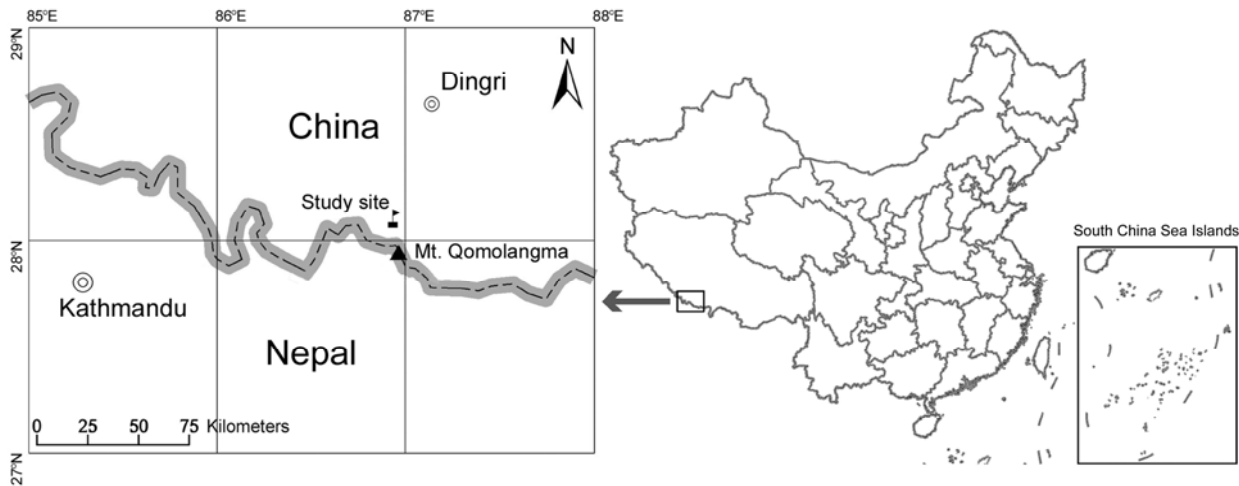 85°E 86°E 87°E 88°E
29°N
N
Dingri
China
Study site
28°N
Mt. Qomolangma
Kathmandu
Nepal
0 25 50 75 Kilometers
27°N
South China Sea Islands